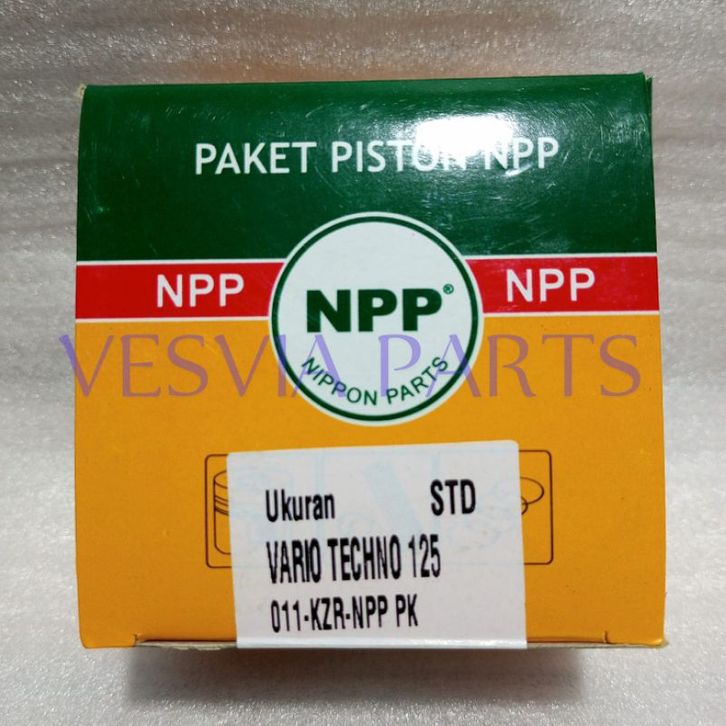 PAKET PISTON NPP
NPP
NPP®
NPP
NIPPON PARTS
VESVIA PARTS
Ukuran STD
VARIO TECHNO 125
011-KZR-NPP PK